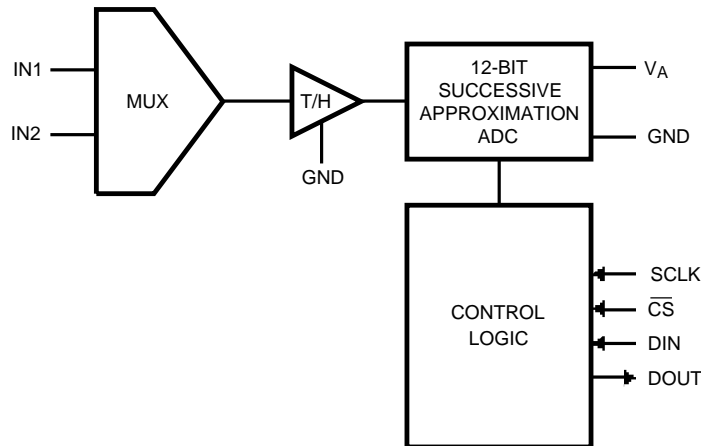 IN1
IN2
MUX
T/H
GND
12-BIT
SUCCESSIVE
APPROXIMATION
ADC
VA
GND
CONTROL
LOGIC
SCLK
CS
DIN
DOUT